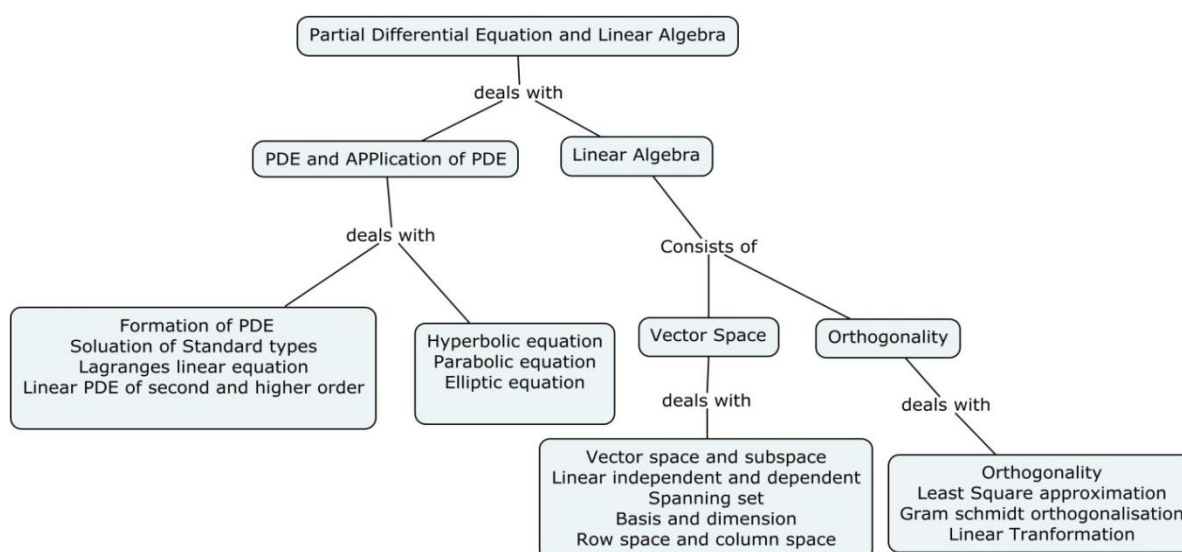 Partial Differential Equation and Linear Algebra
deals with
PDE and APPlication of PDE
Linear Algebra
deals with
Consists of
Formation of PDE
Soluation of Standard types
Lagranges linear equation
Linear PDE of second and higher order
Hyperbolic equation
Parabolic equation
Elliptic equation
Vector Space
Orthogonality
deals with
deals with
Vector space and subspace
Linear independent and dependent
Spanning set
Basis and dimension
Row space and column space
Orthogonality
Least Square approximation
Gram schmidt orthogonalisation
Linear Tranformation